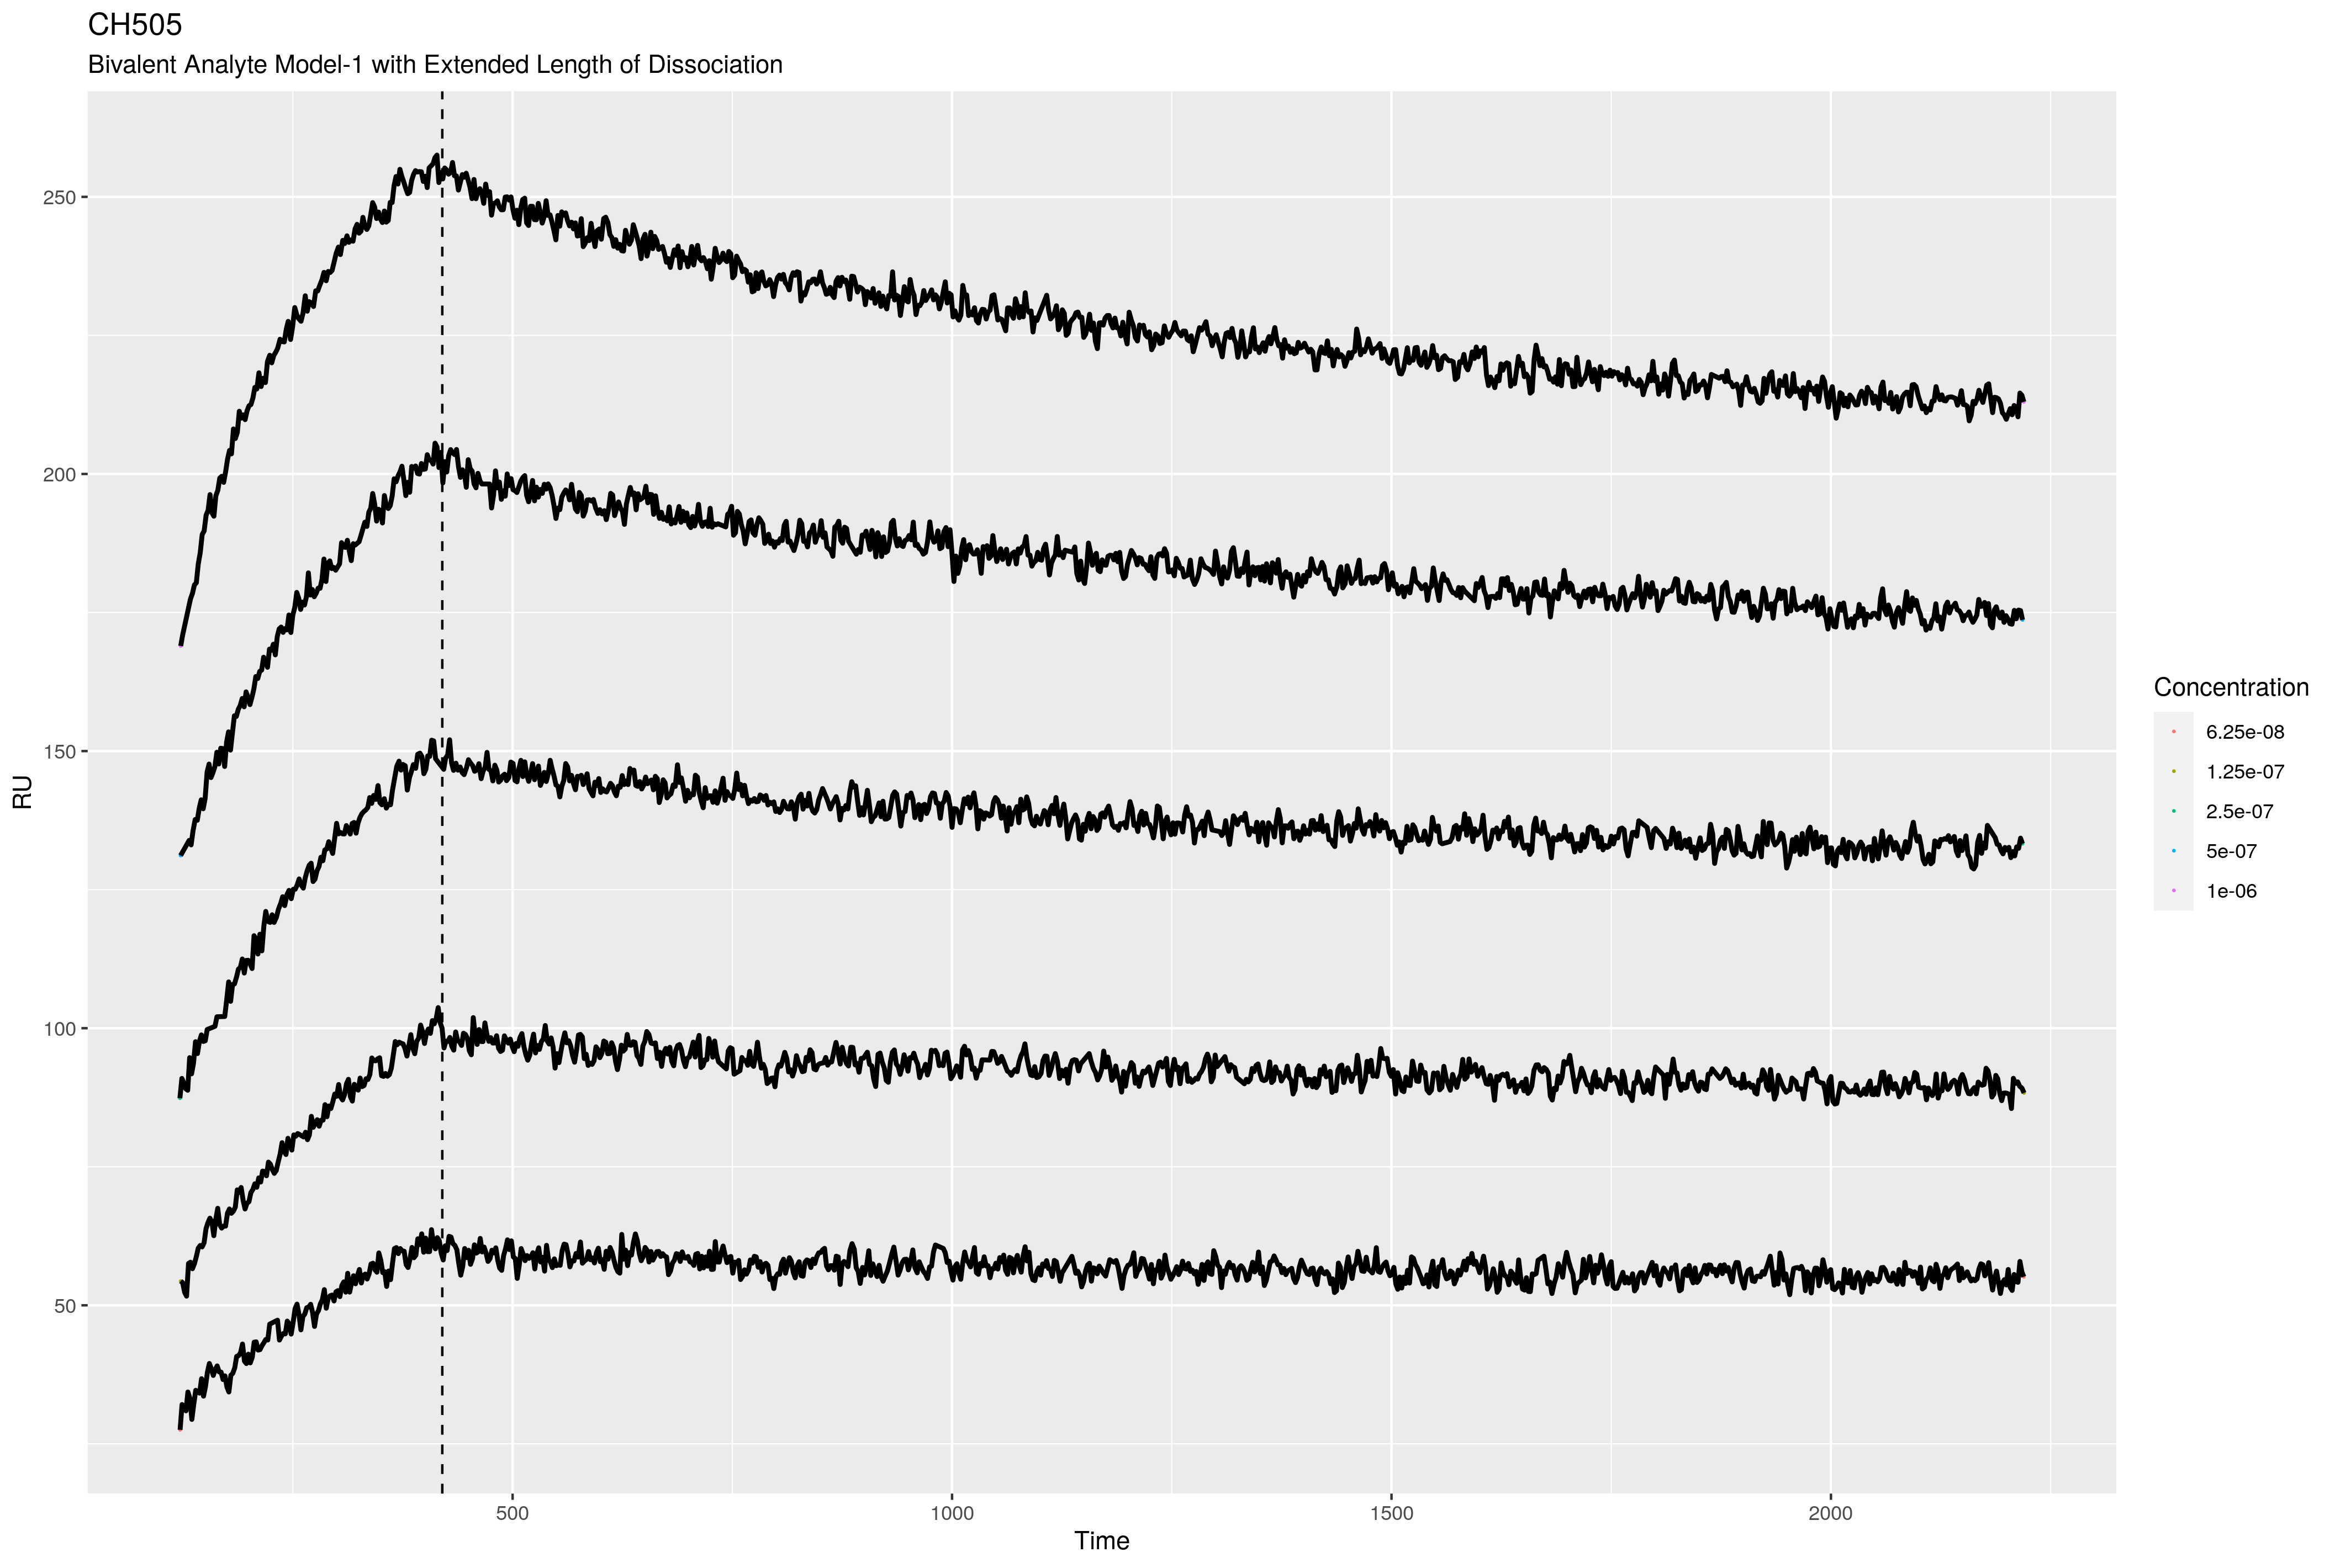 CH505
Bivalent Analyte Model-1 with Extended Length of Dissociation
RU
250
200
150
100
50
500
1000
1500
2000
Time
Concentration
6.25e-08
1.25e-07
2.5e-07
5e-07
1e-06